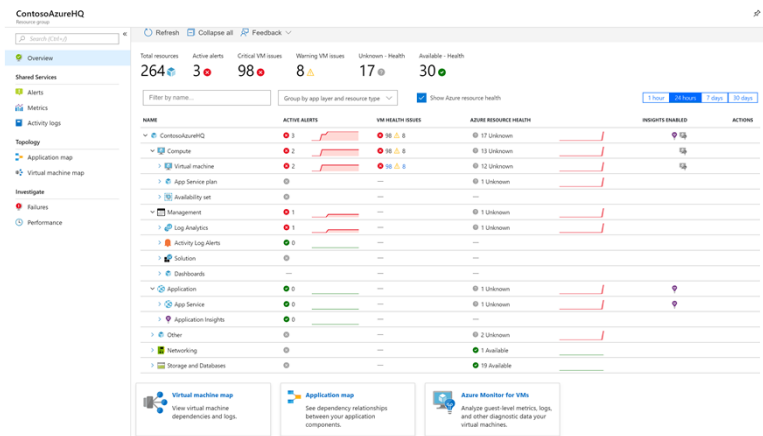 ContosoAzureHQ
Resource group
Search (Ctrl+/)
Overview
Shared Services
Alerts
Metrics
Activity logs
Topology
Application map
Virtual machine map
Investigate
Failures
Performance
Refresh Collapse all Feedback
Total resources Active alerts Critical VM issues Warning VM issues Unknown - Health Available - Health
264 3 98 8 17 30
Filter by name... Group by app layer and resource type Show Azure resource health 1 hour 24 hours 7 days 30 days
NAME ACTIVE ALERTS VM HEALTH ISSUES AZURE RESOURCE HEALTH INSIGHTS ENABLED ACTIONS
ContosoAzureHQ 3 98 8 17 Unknown
Compute 2 98 8 13 Unknown
Virtual machine 2 98 8 12 Unknown
App Service plan — 1 Unknown
Availability set — —
Management 1 — 1 Unknown
Log Analytics 1 — 1 Unknown
Activity Log Alerts 0 — —
Solution — —
Dashboards — — —
Application 0 — 1 Unknown
App Service 0 — 1 Unknown
Application Insights 0 — —
Other — 2 Unknown
Networking — 1 Available
Storage and Databases — 19 Available
Virtual machine map
View virtual machine
dependencies and logs.
Application map
See dependency relationships
between your application
components.
Azure Monitor for VMs
Analyze guest-level metrics, logs,
and other diagnostic data your
virtual machines.